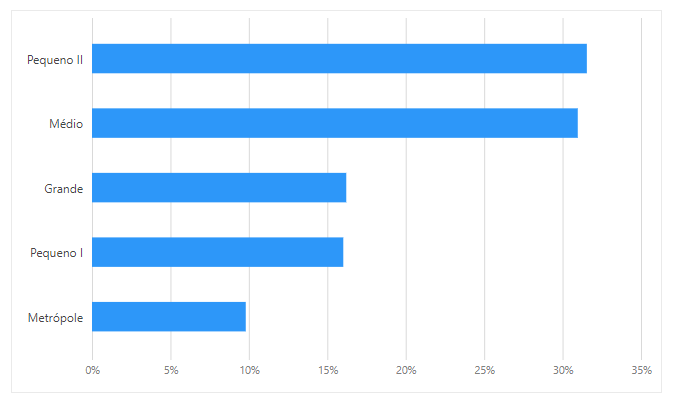 Pequeno II
Médio
Grande
Pequeno I
Metrópole
0% 5% 10% 15% 20% 25% 30% 35%